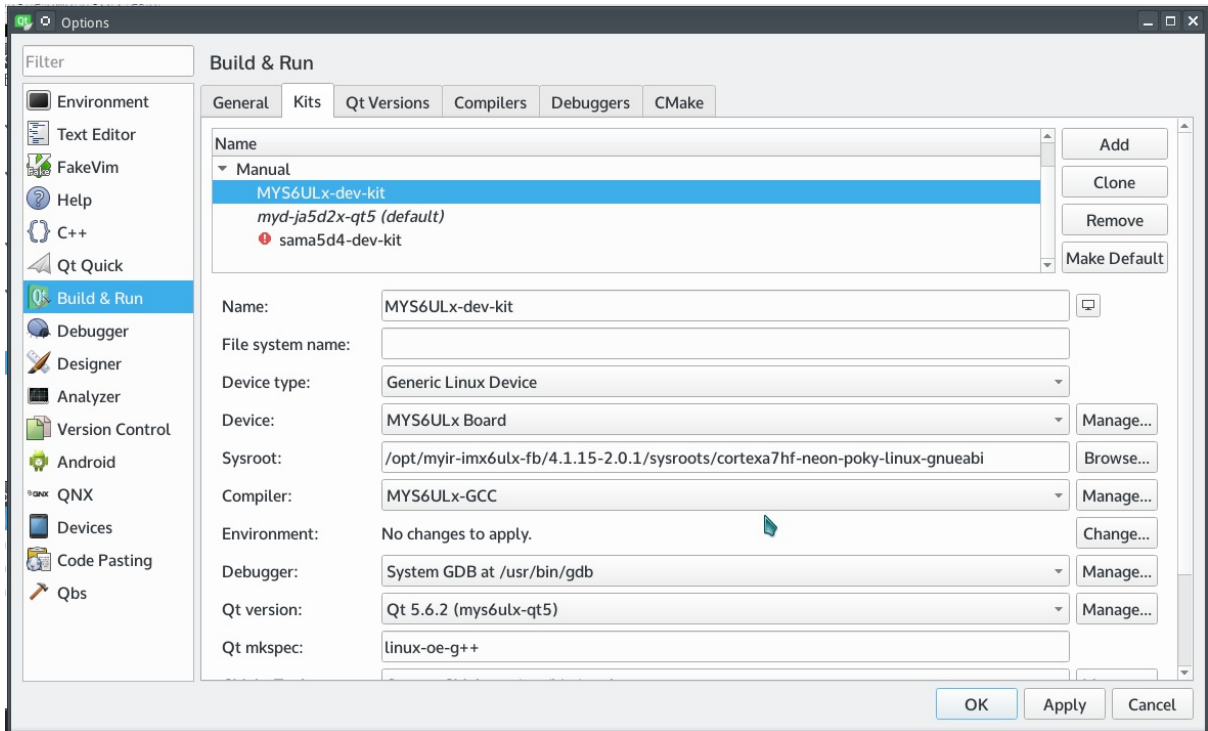 Options
Filter
Build & Run
Environment
Text Editor
FakeVim
Help
C++
Qt Quick
Build & Run
Debugger
Designer
Analyzer
Version Control
Android
QNX
Devices
Code Pasting
Qbs
General Kits Qt Versions Compilers Debuggers CMake
Name
Manual
MYS6ULx-dev-kit
myd-ja5d2x-qt5 (default)
sama5d4-dev-kit
Add
Clone
Remove
Make Default
Name: MYS6ULx-dev-kit
File system name:
Device type: Generic Linux Device
Device: MYS6ULx Board Manage...
Sysroot: /opt/myir-imx6ulx-fb/4.1.15-2.0.1/sysroots/cortexa7hf-neon-poky-linux-gnueabi Browse...
Compiler: MYS6ULx-GCC Manage...
Environment: No changes to apply. Change...
Debugger: System GDB at /usr/bin/gdb Manage...
Qt version: Qt 5.6.2 (mys6ulx-qt5) Manage...
Qt mkspec: linux-oe-g++
OK Apply Cancel